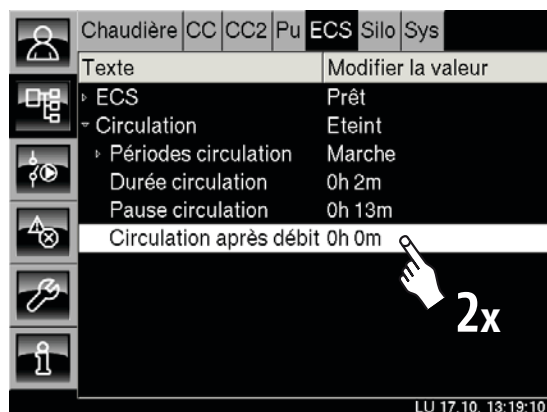 Chaudière CC CC2 Pu ECS Silo Sys
Texte Modifier la valeur
ECS Prêt
Circulation Eteint
Périodes circulation Marche
Durée circulation 0h 2m
Pause circulation 0h 13m
Circulation après débit 0h 0m
2x
LU 17.10. 13:19:10